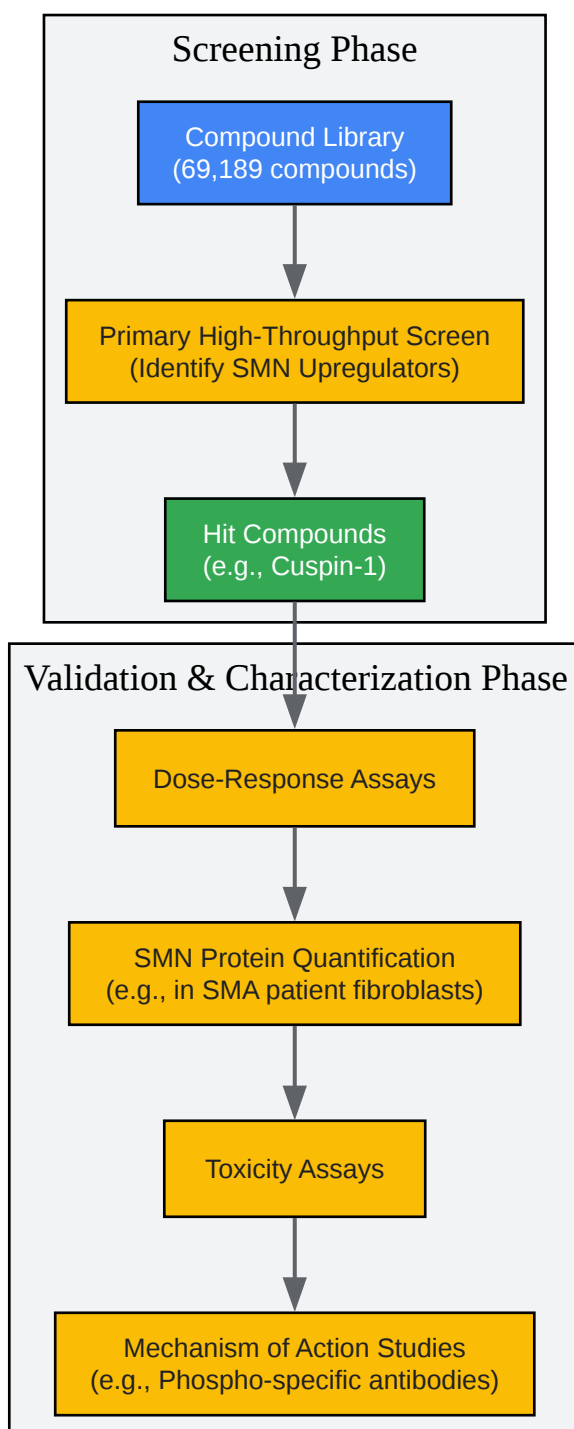 Screening Phase
Compound Library
(69,189 compounds)
Primary High-Throughput Screen
(Identify SMN Upregulators)
Hit Compounds
(e.g., Cuspin-1)
Validation & Characterization Phase
Dose-Response Assays
SMN Protein Quantification
(e.g., in SMA patient fibroblasts)
Toxicity Assays
Mechanism of Action Studies
(e.g., Phospho-specific antibodies)